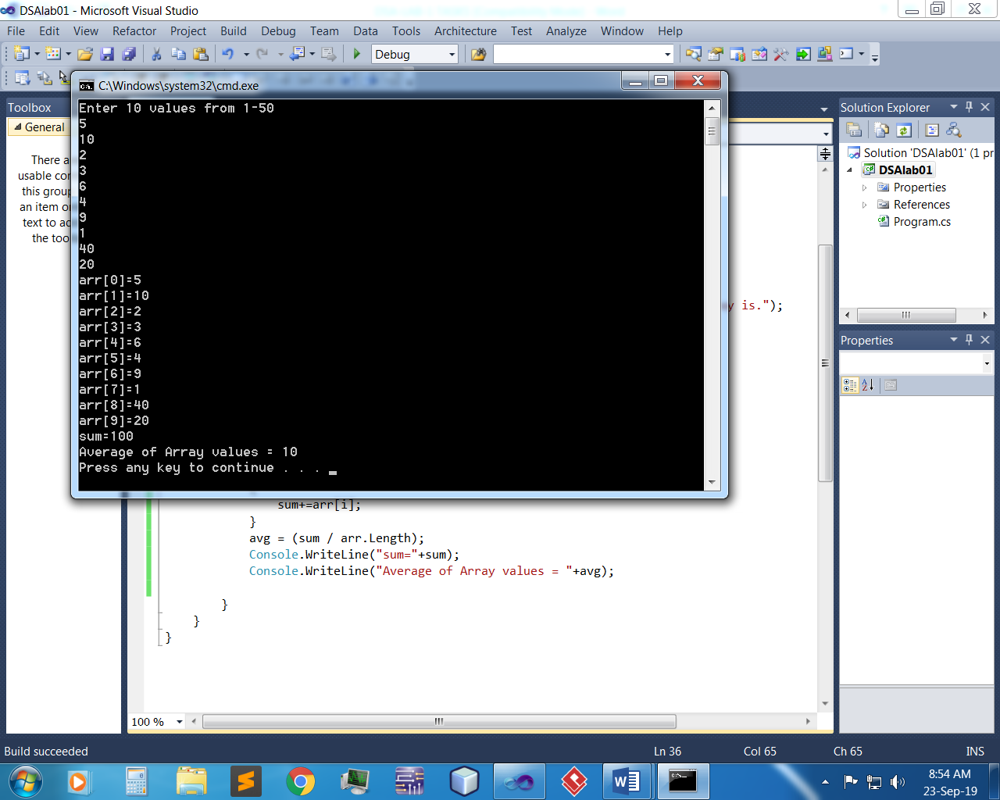 DSAlab01 - Microsoft Visual Studio
File Edit View Refactor Project Build Debug Team Data Tools Architecture Test Analyze Window Help
Debug
C:\Windows\system32\cmd.exe
Toolbox
General
There a
usable con
this group
an item o
text to ad
the tool
Enter 10 values from 1-50
5
10
2
3
6
4
9
1
40
20
arr[0]=5
arr[1]=10
arr[2]=2
arr[3]=3
arr[4]=6
arr[5]=4
arr[6]=9
arr[7]=1
arr[8]=40
arr[9]=20
sum=100
Average of Array values = 10
Press any key to continue . . .
y is.");
sum+=arr[i];
}
avg = (sum / arr.Length);
Console.WriteLine("sum="+sum);
Console.WriteLine("Average of Array values = "+avg);
}
}
}
100 %
Solution Explorer
Solution 'DSAlab01' (1 pr
DSAlab01
Properties
References
Program.cs
Properties
Build succeeded
Ln 36 Col 65 Ch 65 INS
8:54 AM
23-Sep-19